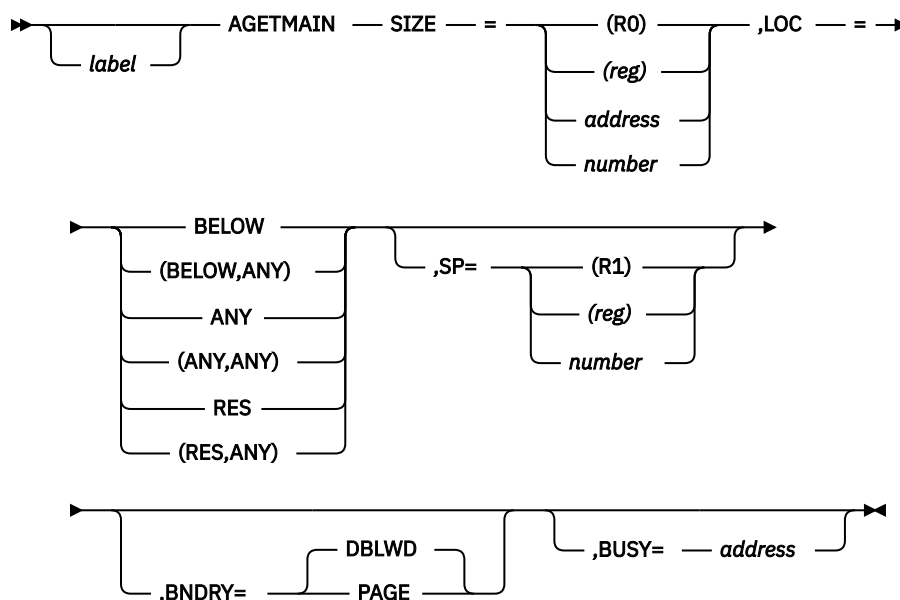 AGETMAIN SIZE = (R0) ,LOC =
label
(reg)
address
number
BELOW
(BELOW,ANY)
ANY
(ANY,ANY)
RES
(RES,ANY)
,SP= (R1)
(reg)
number
DBLWD
,BNDRY= PAGE
,BUSY= address